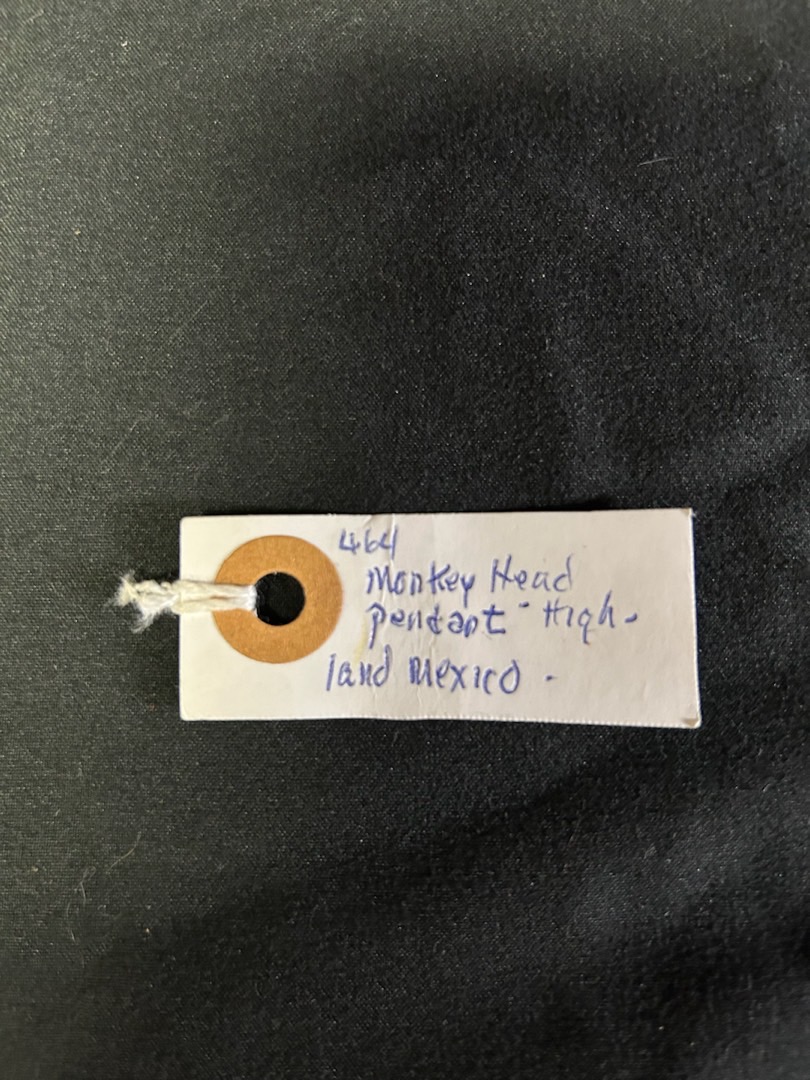 464
Monkey Head
pendant - High-
land Mexico.